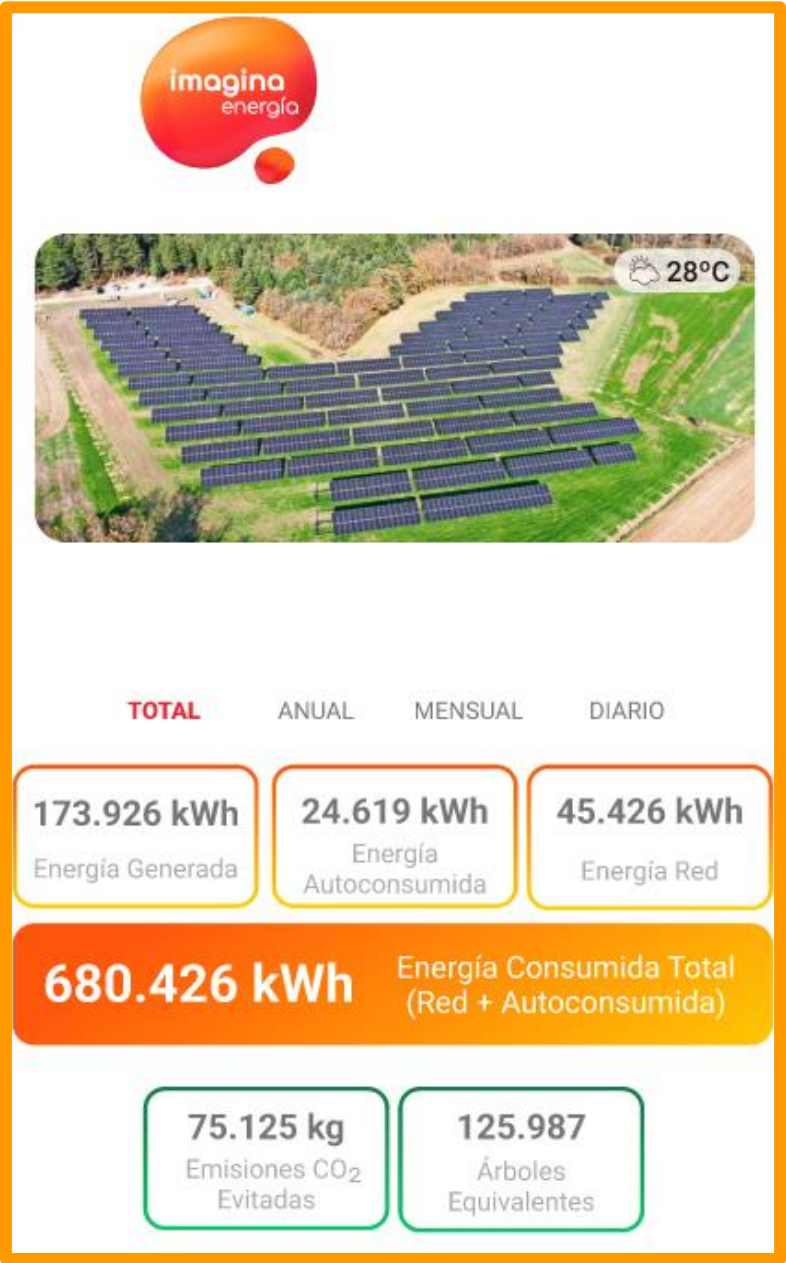 imagina
energía
28ºC
TOTAL ANUAL MENSUAL DIARIO
173.926 kWh
Energía Generada
24.619 kWh
Energía
Autoconsumida
45.426 kWh
Energía Red
680.426 kWh
Energía Consumida Total
(Red + Autoconsumida)
75.125 kg
Emisiones CO₂
Evitadas
125.987
Árboles
Equivalentes